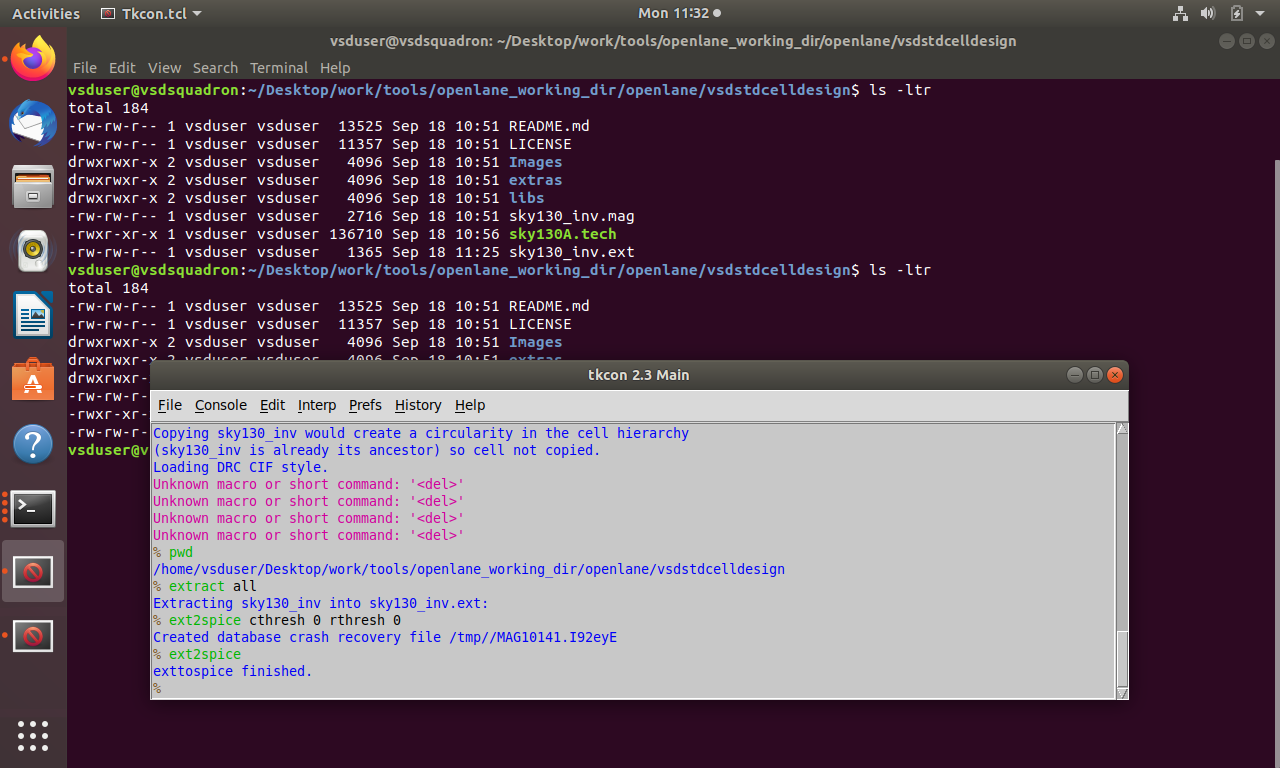 Activities
Tkcon.tcl
Mon 11:32
vsduser@vsdsquadron: ~/Desktop/work/tools/openlane_working_dir/openlane/vsdstdcelldesign
File Edit View Search Terminal Help
vsduser@vsdsquadron:~/Desktop/work/tools/openlane_working_dir/openlane/vsdstdcelldesign$ ls -ltr
total 184
-rw-rw-r-- 1 vsduser vsduser  13525 Sep 18 10:51 README.md
-rw-rw-r-- 1 vsduser vsduser  11357 Sep 18 10:51 LICENSE
drwxrwxr-x 2 vsduser vsduser   4096 Sep 18 10:51 Images
drwxrwxr-x 2 vsduser vsduser   4096 Sep 18 10:51 extras
drwxrwxr-x 2 vsduser vsduser   4096 Sep 18 10:51 libs
-rw-rw-r-- 1 vsduser vsduser   2716 Sep 18 10:51 sky130_inv.mag
-rwxr-xr-x 1 vsduser vsduser 136710 Sep 18 10:56 sky130A.tech
-rw-rw-r-- 1 vsduser vsduser   1365 Sep 18 11:25 sky130_inv.ext
vsduser@vsdsquadron:~/Desktop/work/tools/openlane_working_dir/openlane/vsdstdcelldesign$ ls -ltr
total 184
-rw-rw-r-- 1 vsduser vsduser  13525 Sep 18 10:51 README.md
-rw-rw-r-- 1 vsduser vsduser  11357 Sep 18 10:51 LICENSE
drwxrwxr-x 2 vsduser vsduser   4096 Sep 18 10:51 Images
drwxrwxr-x 2 vsduser vsduser   4096 Sep 18 10:51 extras
drwxrwxr-
-rw-rw-r-
-rwxr-xr-
-rw-rw-r-
vsduser@v
tkcon 2.3 Main
File Console Edit Interp Prefs History Help
Copying sky130_inv would create a circularity in the cell hierarchy
(sky130_inv is already its ancestor) so cell not copied.
Loading DRC CIF style.
Unknown macro or short command: '<del>'
Unknown macro or short command: '<del>'
Unknown macro or short command: '<del>'
Unknown macro or short command: '<del>'
% pwd
/home/vsduser/Desktop/work/tools/openlane_working_dir/openlane/vsdstdcelldesign
% extract all
Extracting sky130_inv into sky130_inv.ext:
% ext2spice cthresh 0 rthresh 0
Created database crash recovery file /tmp//MAG10141.I92eyE
% ext2spice
exttospice finished.
%